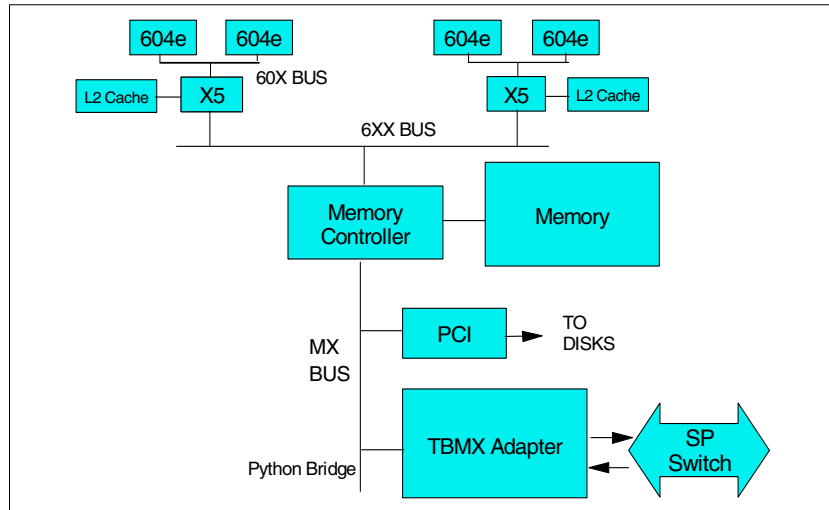 604e
604e
604e
604e
60X BUS
L2 Cache
X5
X5
L2 Cache
6XX BUS
Memory
Controller
Memory
PCI
TO
DISKS
MX
BUS
TBMX Adapter
SP
Switch
Python Bridge